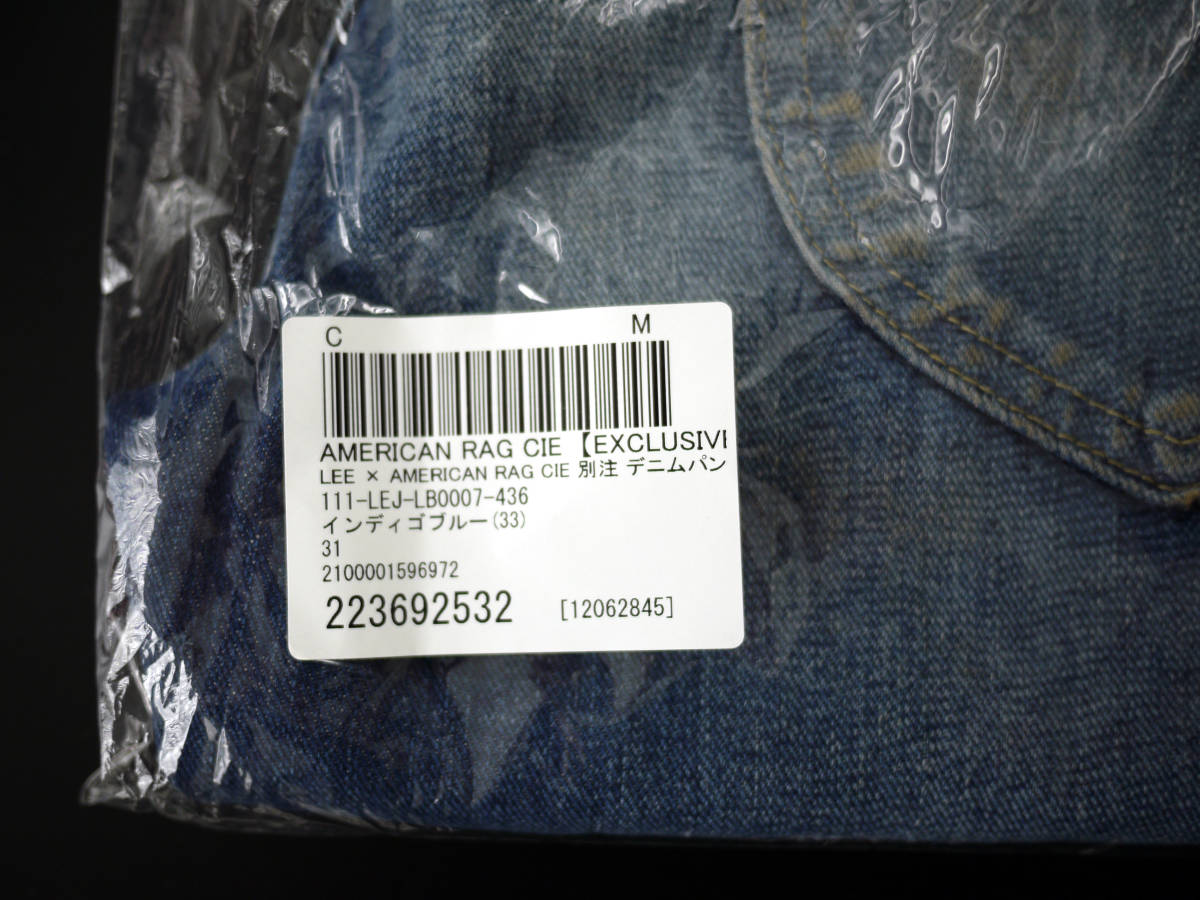 C M
AMERICAN RAG CIE 【EXCLUSIVE
LEE × AMERICAN RAG CIE 別注 デニムパン
111-LEJ-LB0007-436
インディゴブルー(33)
31
2100001596972
223692532 [12062845]